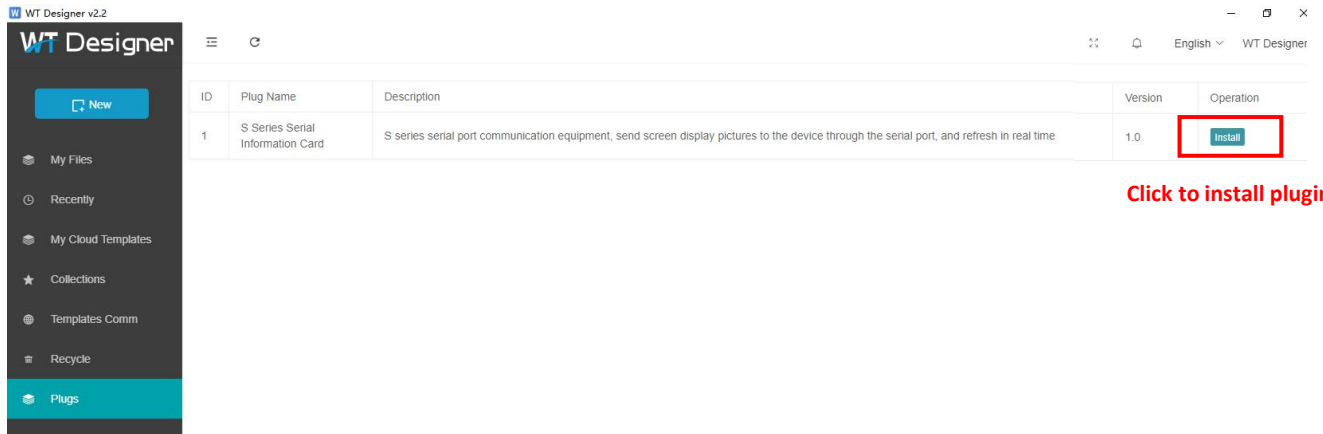 WT Designer v2.2
WT Designer
English
WT Designer
New
My Files
Recently
My Cloud Templates
Collections
Templates Comm
Recycle
Plugs
ID Plug Name Description Version Operation
1 S Series Serial Information Card S series serial port communication equipment, send screen display pictures to the device through the serial port, and refresh in real time 1.0 Install
Click to install plugin